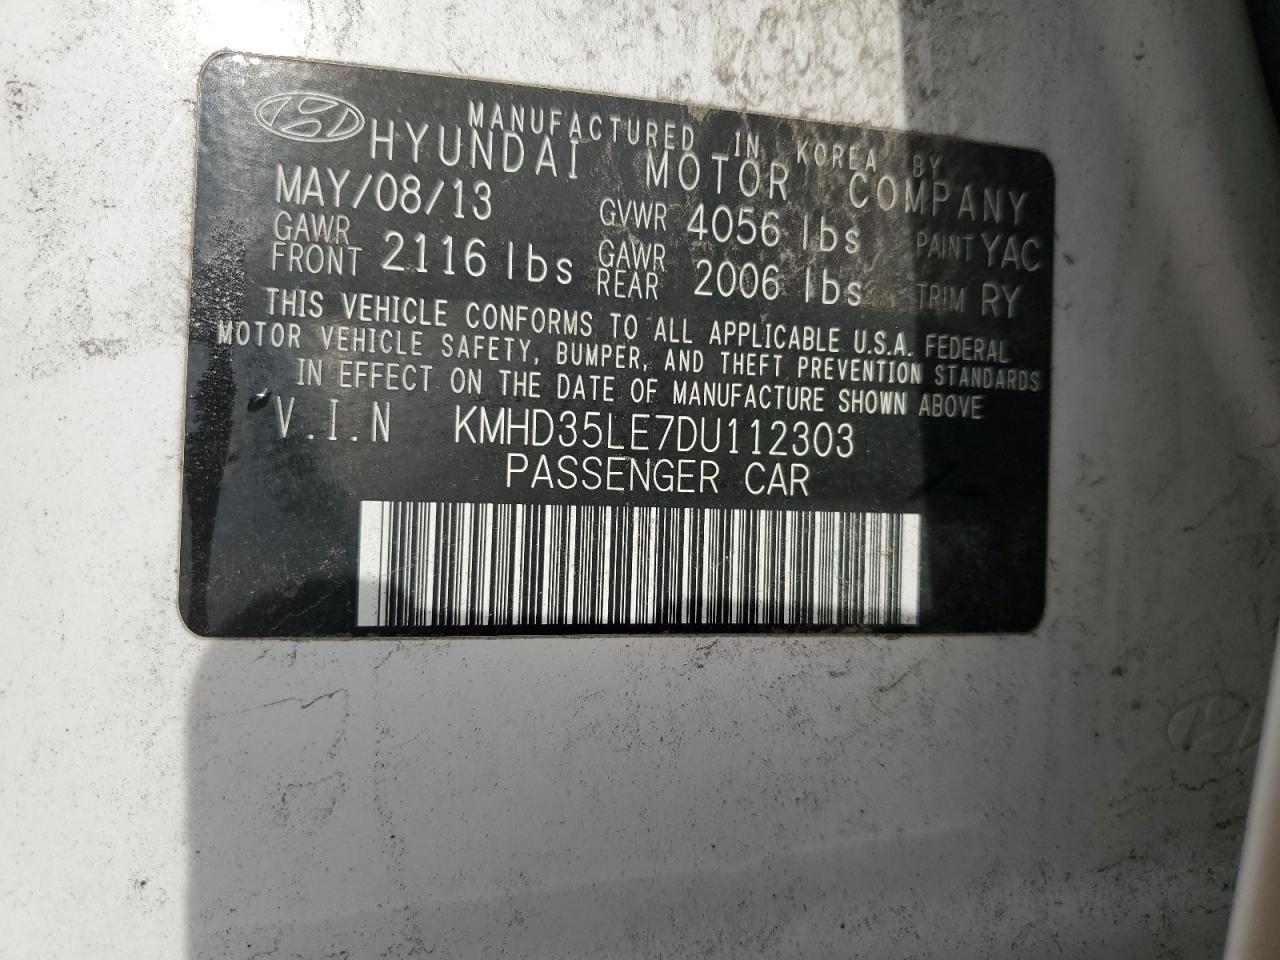 MANUFACTURED IN KOREA BY
HYUNDAI MOTOR COMPANY
MAY/08/13 GVWR 4056 lbs PAINT YAC
GAWR FRONT 2116 lbs GAWR REAR 2006 lbs TRIM RY
THIS VEHICLE CONFORMS TO ALL APPLICABLE U.S.A. FEDERAL
MOTOR VEHICLE SAFETY, BUMPER, AND THEFT PREVENTION STANDARDS
IN EFFECT ON THE DATE OF MANUFACTURE SHOWN ABOVE
V.I.N KMHD35LE7DU112303
PASSENGER CAR